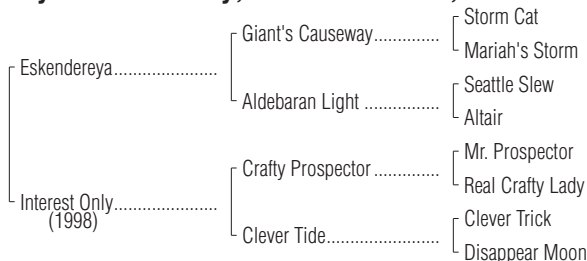 Storm Cat
Giant's Causeway...............
Mariah's Storm
Eskendereya.......................
Seattle Slew
Aldebaran Light ................
Altair
Mr. Prospector
Crafty Prospector ..............
Real Crafty Lady
Interest Only.......................
(1998)
Clever Trick
Clever Tide.........................
Disappear Moon